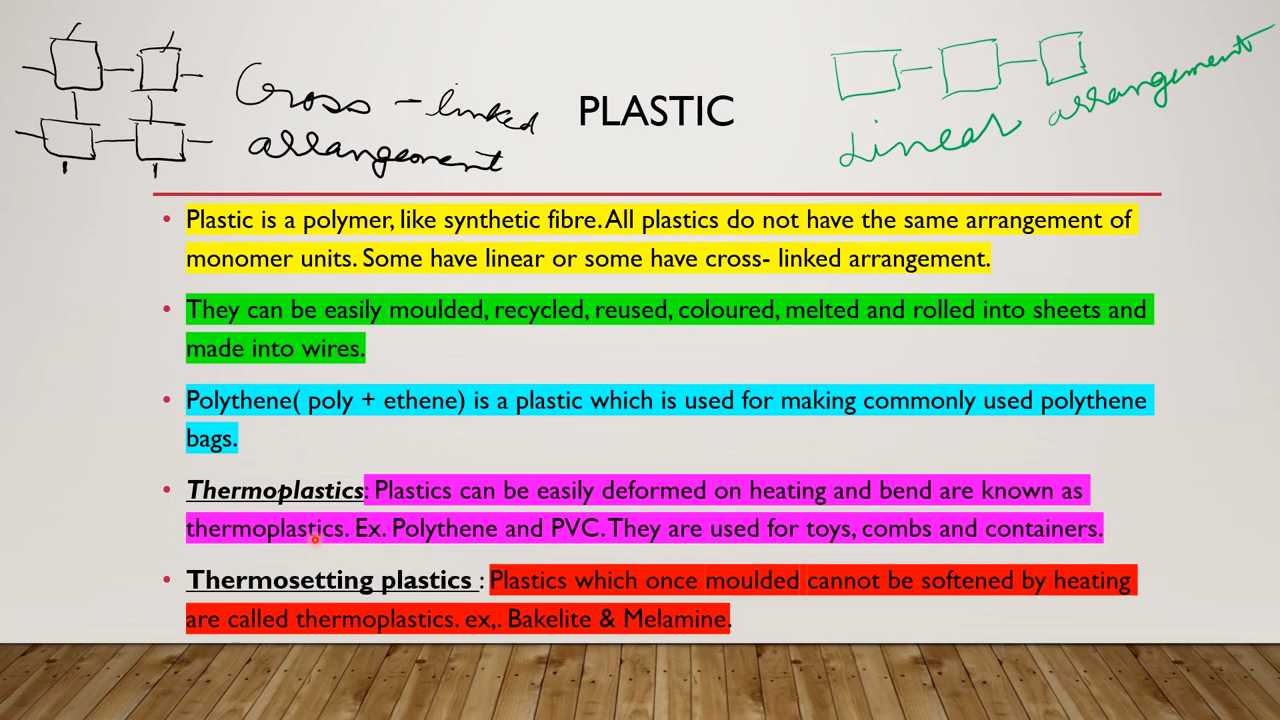 Cross - linked
arrangement
PLASTIC
Linear arrangement
• Plastic is a polymer, like synthetic fibre. All plastics do not have the same arrangement of
monomer units. Some have linear or some have cross- linked arrangement.
• They can be easily moulded, recycled, reused, coloured, melted and rolled into sheets and
made into wires.
• Polythene( poly + ethene) is a plastic which is used for making commonly used polythene
bags.
• Thermoplastics: Plastics can be easily deformed on heating and bend are known as
thermoplastics. Ex. Polythene and PVC. They are used for toys, combs and containers.
• Thermosetting plastics : Plastics which once moulded cannot be softened by heating
are called thermoplastics. ex,. Bakelite & Melamine.